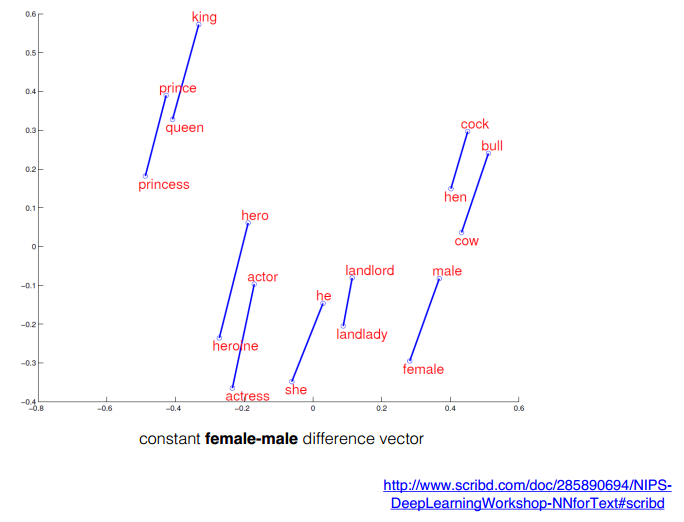 0.6
king
0.5
prince
0.4
queen
cock
0.3
bull
0.2
princess
hen
0.1
hero
cow
0
actor
landlord
male
−0.1
he
−0.2
landlady
heroine
−0.3
female
she
actress
−0.4
−0.8
−0.6
−0.4
−0.2
0
0.2
0.4
0.6
constant female-male difference vector
http://www.scribd.com/doc/285890694/NIPS-
DeepLearningWorkshop-NNforText#scribd